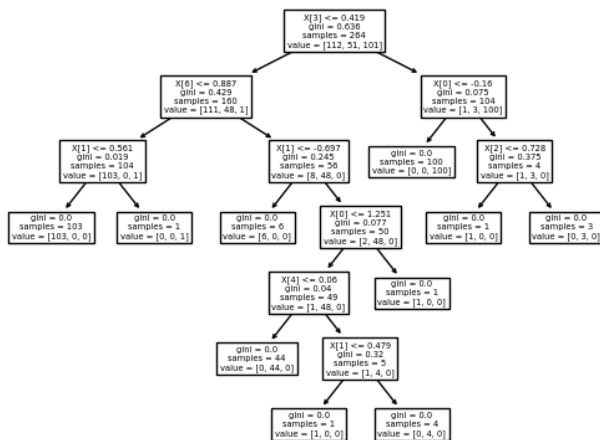 X[3] <= 0.419
gini = 0.636
samples = 264
value = [112, 51, 101]
X[6] <= 0.887
gini = 0.429
samples = 160
value = [111, 48, 1]
X[0] <= -0.16
gini = 0.075
samples = 104
value = [1, 3, 100]
X[1] <= 0.561
gini = 0.019
samples = 104
value = [103, 0, 1]
X[1] <= -0.697
gini = 0.245
samples = 56
value = [8, 48, 0]
gini = 0.0
samples = 100
value = [0, 0, 100]
X[2] <= 0.728
gini = 0.375
samples = 4
value = [1, 3, 0]
gini = 0.0
samples = 103
value = [103, 0, 0]
gini = 0.0
samples = 1
value = [0, 0, 1]
gini = 0.0
samples = 6
value = [6, 0, 0]
X[0] <= 1.251
gini = 0.077
samples = 50
value = [2, 48, 0]
gini = 0.0
samples = 1
value = [1, 0, 0]
gini = 0.0
samples = 3
value = [0, 3, 0]
X[4] <= 0.06
gini = 0.04
samples = 49
value = [1, 48, 0]
gini = 0.0
samples = 1
value = [1, 0, 0]
gini = 0.0
samples = 44
value = [0, 44, 0]
X[1] <= 0.479
gini = 0.32
samples = 5
value = [1, 4, 0]
gini = 0.0
samples = 1
value = [1, 0, 0]
gini = 0.0
samples = 4
value = [0, 4, 0]